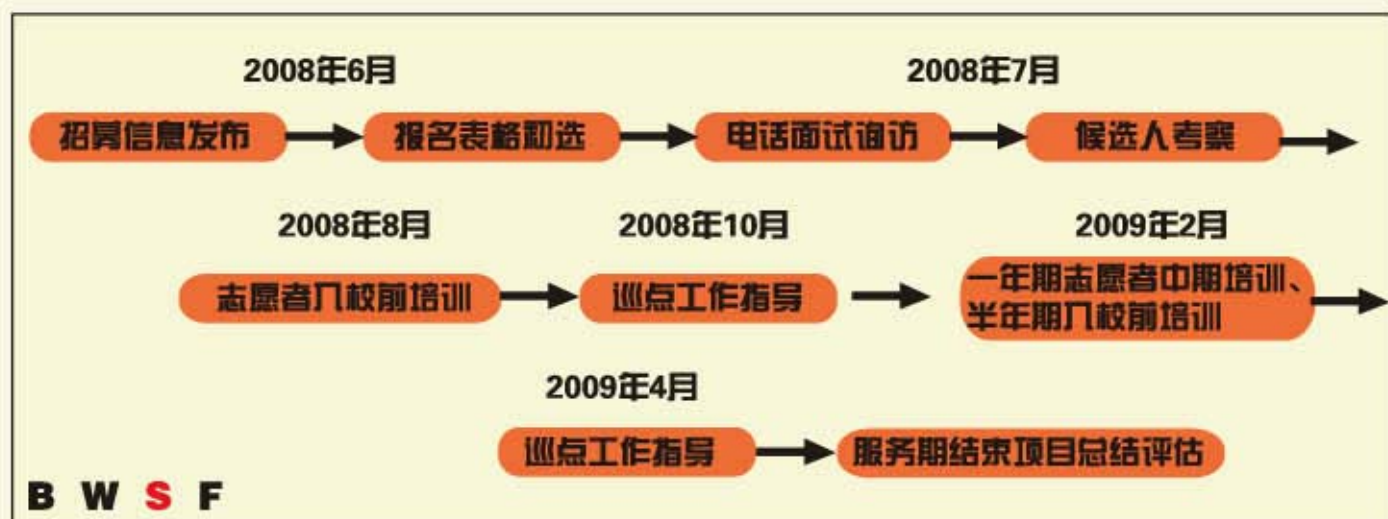 2008年6月 2008年7月
招募信息发布 报名表格初选 电话面试询访 候选人考察
2008年8月 2008年10月 2009年2月
志愿者入校前培训 巡点工作指导 一年期志愿者中期培训、
半年期入校前培训
2009年4月
巡点工作指导 服务期结束项目总结评估
B W S F